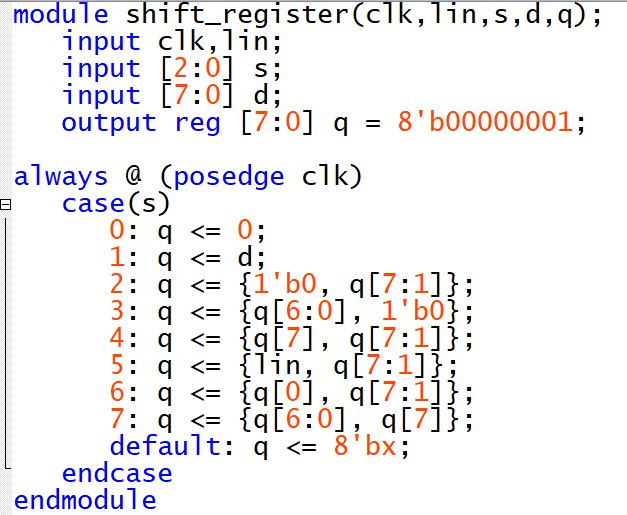 module shift_register(clk,lin,s,d,q);
   input clk,lin;
   input [2:0] s;
   input [7:0] d;
   output reg [7:0] q = 8'b00000001;

always @ (posedge clk)
   case(s)
      0: q <= 0;
      1: q <= d;
      2: q <= {1'b0, q[7:1]};
      3: q <= {q[6:0], 1'b0};
      4: q <= {q[7], q[7:1]};
      5: q <= {lin, q[7:1]};
      6: q <= {q[0], q[7:1]};
      7: q <= {q[6:0], q[7]};
      default: q <= 8'bx;
   endcase
endmodule